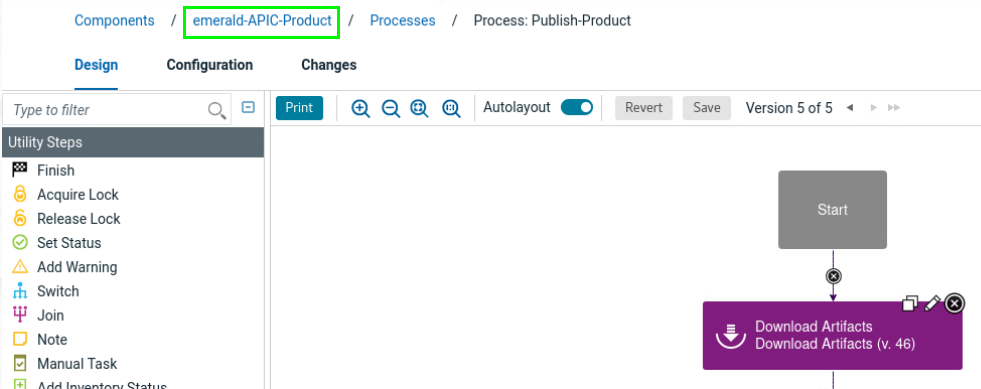 Components / emerald-APIC-Product / Processes / Process: Publish-Product
Design Configuration Changes
Type to filter
Print Autolayout Revert Save Version 5 of 5
Utility Steps
Finish
Acquire Lock
Release Lock
Set Status
Add Warning
Switch
Join
Note
Manual Task
Add Inventory Status
Start
Download Artifacts
Download Artifacts (v. 46)